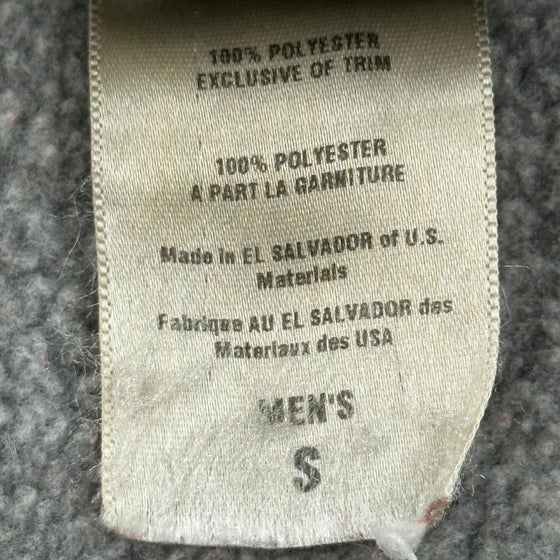 100% POLYESTER
EXCLUSIVE OF TRIM
100% POLYESTER
A PART LA GARNITURE
Made in EL SALVADOR of U.S.
Materials
Fabrique AU EL SALVADOR des
Materiaux des USA
MEN'S
S